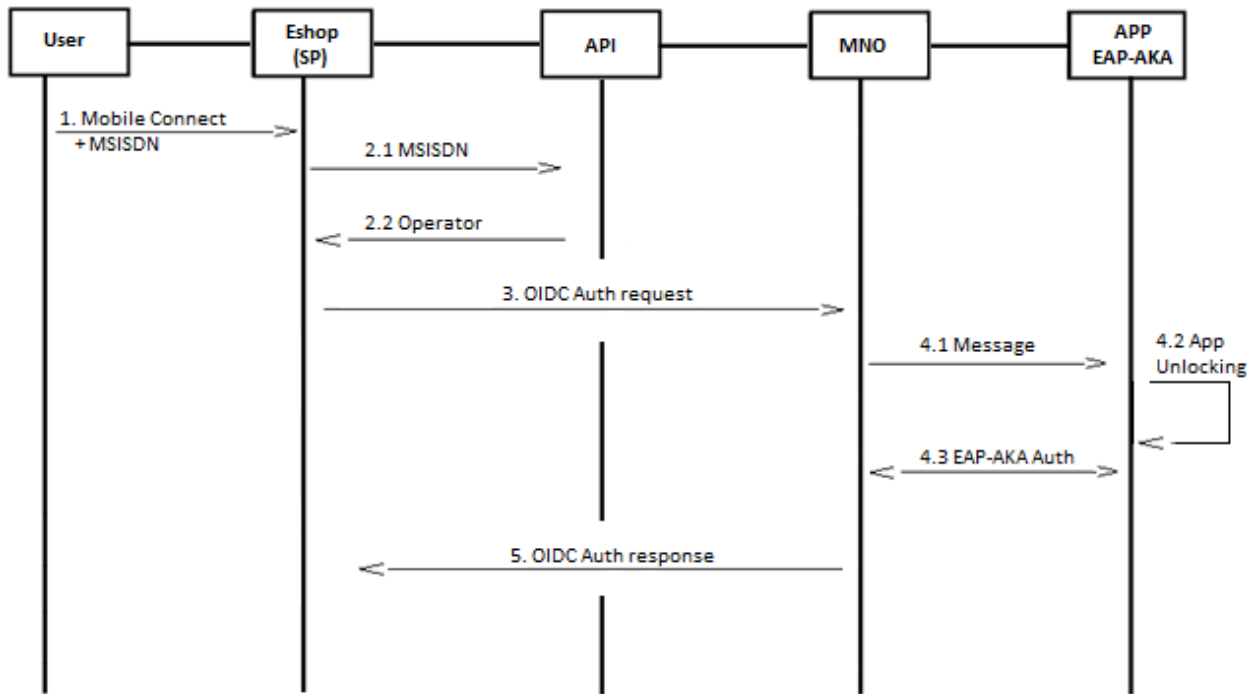 User
Eshop
(SP)
API
MNO
APP
EAP-AKA
1. Mobile Connect
+ MSISDN
2.1 MSISDN
2.2 Operator
3. OIDC Auth request
4.1 Message
4.2 App
Unlocking
4.3 EAP-AKA Auth
5. OIDC Auth response